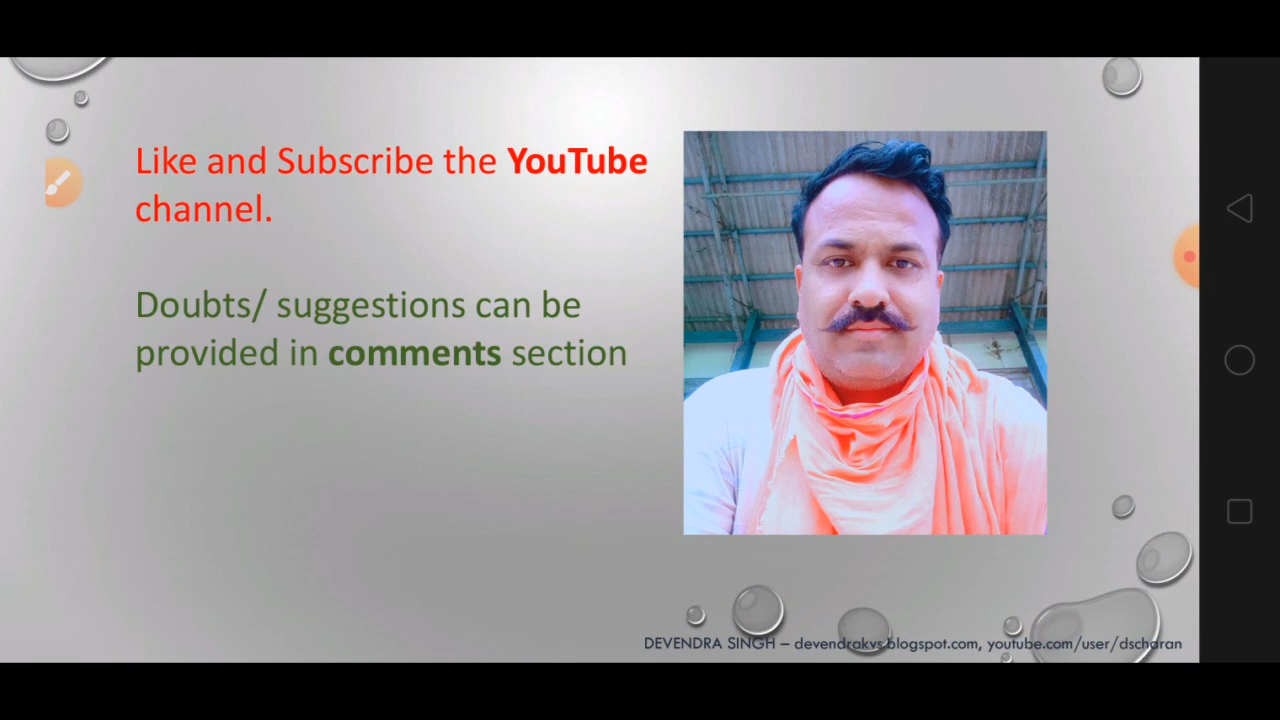 Like and Subscribe the YouTube
channel.
Doubts/ suggestions can be
provided in comments section
DEVENDRA SINGH – devendrakvs.blogspot.com, youtube.com/user/dscharan